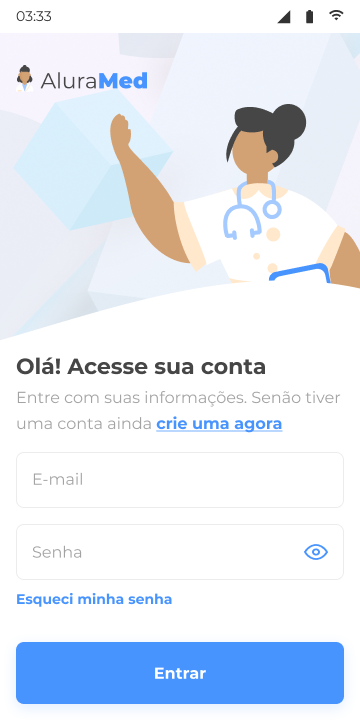 03:33
AluraMed
Olá! Acesse sua conta
Entre com suas informações. Senão tiver
uma conta ainda crie uma agora
E-mail
Senha
Esqueci minha senha
Entrar